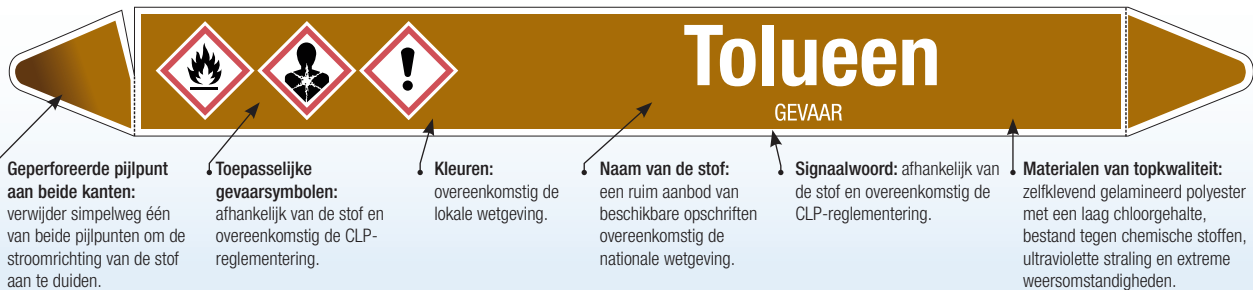 Tolueen
GEVAAR
Geperforeerde pijlpunt
aan beide kanten:
verwijder simpelweg één
van beide pijlpunten om de
stroomrichting van de stof
aan te duiden.
Toepasselijke
gevaarsymbolen:
afhankelijk van de stof en
overeenkomstig de CLP-
reglementering.
Kleuren:
overeenkomstig de
lokale wetgeving.
Naam van de stof:
een ruim aanbod van
beschikbare opschriften
overeenkomstig de
nationale wetgeving.
Signaalwoord: afhankelijk van
de stof en overeenkomstig de
CLP-reglementering.
Materialen van topkwaliteit:
zelfklevend gelamineerd polyester
met een laag chloorgehalte,
bestand tegen chemische stoffen,
ultraviolette straling en extreme
weersomstandigheden.